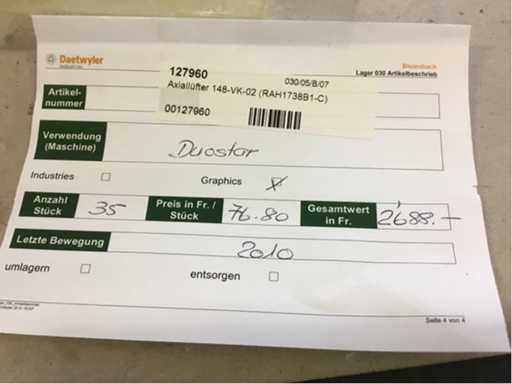 Daetwyler
Bleienbach
Lager 030 Artikelbeschrieb
127960
030/05/B/07
Axiallüfter 148-VK-02 (RAH1738B1-C)
00127960
Artikel-
nummer
Verwendung
(Maschine)
Duostar
Industries
Graphics
Anzahl
Stück
35
Preis in Fr. /
Stück
76.80
Gesamtwert
in Fr.
2'688.-
Letzte Bewegung
2010
umlagern
entsorgen
Seite 4 von 4